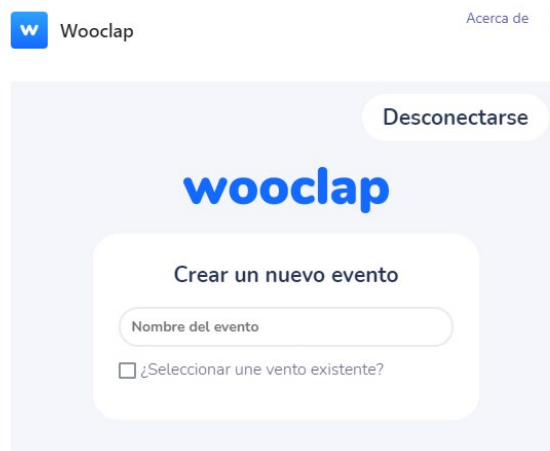 w Wooclap
Acerca de
Desconectarse
wooclap
Crear un nuevo evento
Nombre del evento
¿Seleccionar une vento existente?